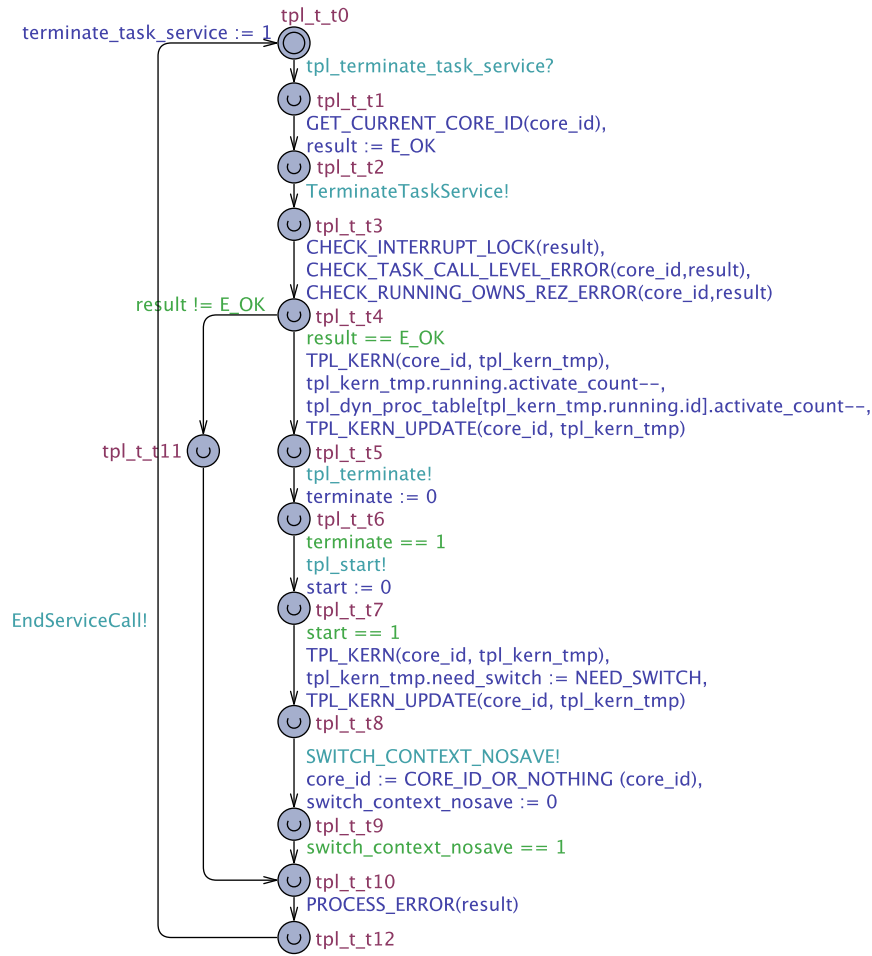 tpl_t_t0
terminate_task_service := 1
tpl_terminate_task_service?
tpl_t_t1
GET_CURRENT_CORE_ID(core_id),
result := E_OK
tpl_t_t2
TerminateTaskService!
tpl_t_t3
CHECK_INTERRUPT_LOCK(result),
CHECK_TASK_CALL_LEVEL_ERROR(core_id,result),
CHECK_RUNNING_OWNS_REZ_ERROR(core_id,result)
result != E_OK
tpl_t_t4
result == E_OK
TPL_KERN(core_id, tpl_kern_tmp),
tpl_kern_tmp.running.activate_count--,
tpl_dyn_proc_table[tpl_kern_tmp.running.id].activate_count--,
TPL_KERN_UPDATE(core_id, tpl_kern_tmp)
tpl_t_t11
tpl_t_t5
tpl_terminate!
terminate := 0
tpl_t_t6
terminate == 1
tpl_start!
start := 0
tpl_t_t7
EndServiceCall!
start == 1
TPL_KERN(core_id, tpl_kern_tmp),
tpl_kern_tmp.need_switch := NEED_SWITCH,
TPL_KERN_UPDATE(core_id, tpl_kern_tmp)
tpl_t_t8
SWITCH_CONTEXT_NOSAVE!
core_id := CORE_ID_OR_NOTHING (core_id),
switch_context_nosave := 0
tpl_t_t9
switch_context_nosave == 1
tpl_t_t10
PROCESS_ERROR(result)
tpl_t_t12